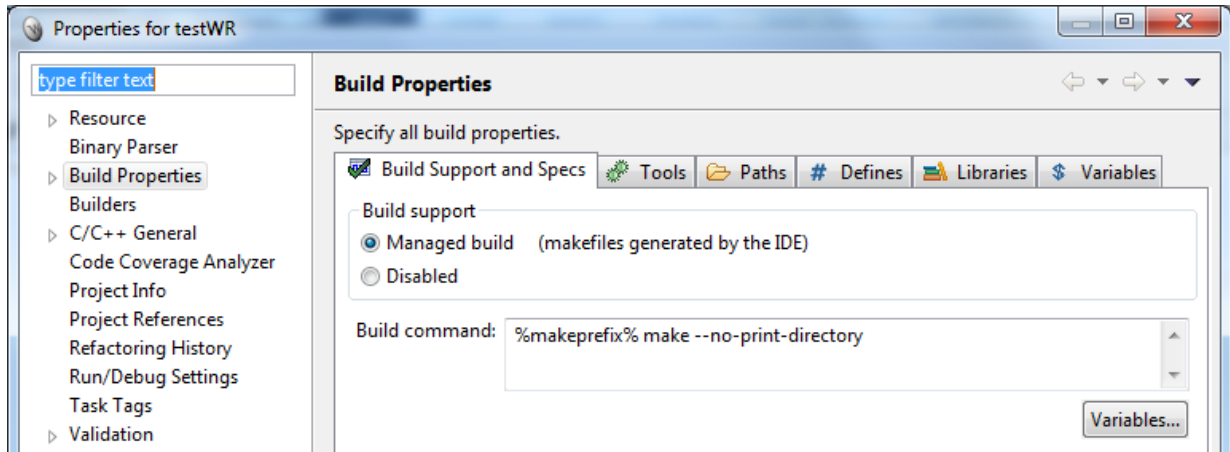 Properties for testWR
type filter text
Resource
Binary Parser
Build Properties
Builders
C/C++ General
Code Coverage Analyzer
Project Info
Project References
Refactoring History
Run/Debug Settings
Task Tags
Validation
Build Properties
Specify all build properties.
Build Support and Specs Tools Paths # Defines Libraries $ Variables
Build support
Managed build (makefiles generated by the IDE)
Disabled
Build command: %makeprefix% make --no-print-directory
Variables...